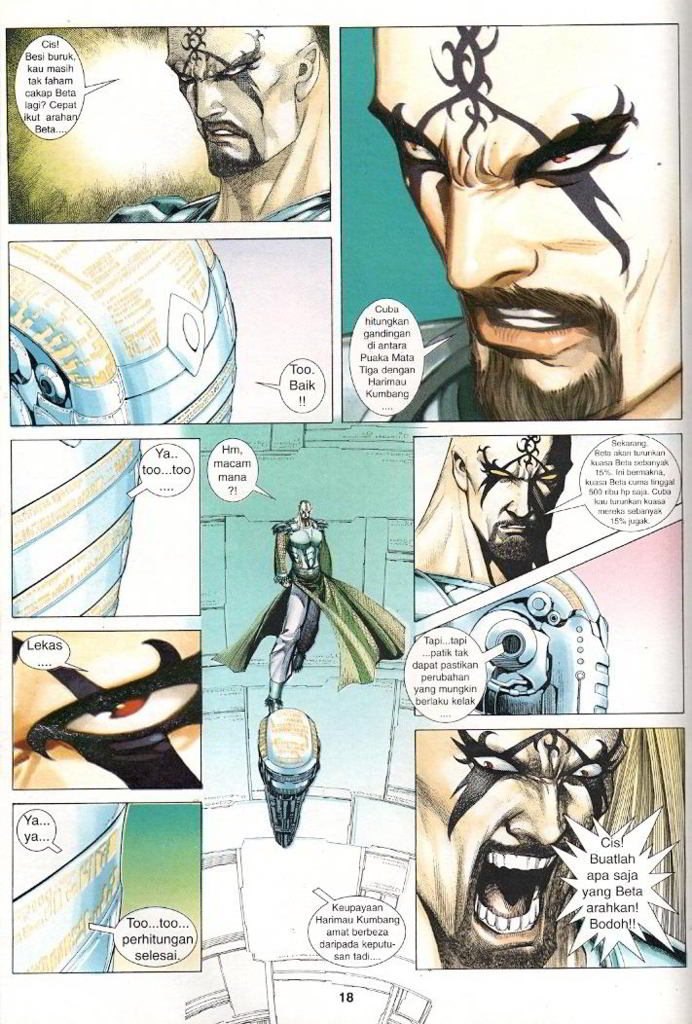 Cis!
Besi buruk,
kau masih
tak faham
cakap Beta
lagi? Cepat
ikut arahan
Beta....
Cuba
hitungkan
gandingan
di antara
Puaka Mata
Tiga dengan
Harimau
Kumbang
....
Too.
Baik
!!
Ya..
too...too
....
Hm,
macam
mana
?!
Sekarang,
Beta akan turunkan
kuasa Beta sebanyak
15%. Ini bermakna,
kuasa Beta cuma tinggal
500 ribu hp saja. Cuba
kau turunkan kuasa
mereka sebanyak
15% jugak.
Tapi...tapi
...patik tak
dapat pastikan
perubahan
yang mungkin
berlaku kelak
....
Lekas
....
Cis!
Buatlah
apa saja
yang Beta
arahkan!
Bodoh!!
Ya...
ya...
Too...too...
perhitungan
selesai.
Keupayaan
Harimau Kumbang
amat berbeza
daripada keputu-
san tadi....
18